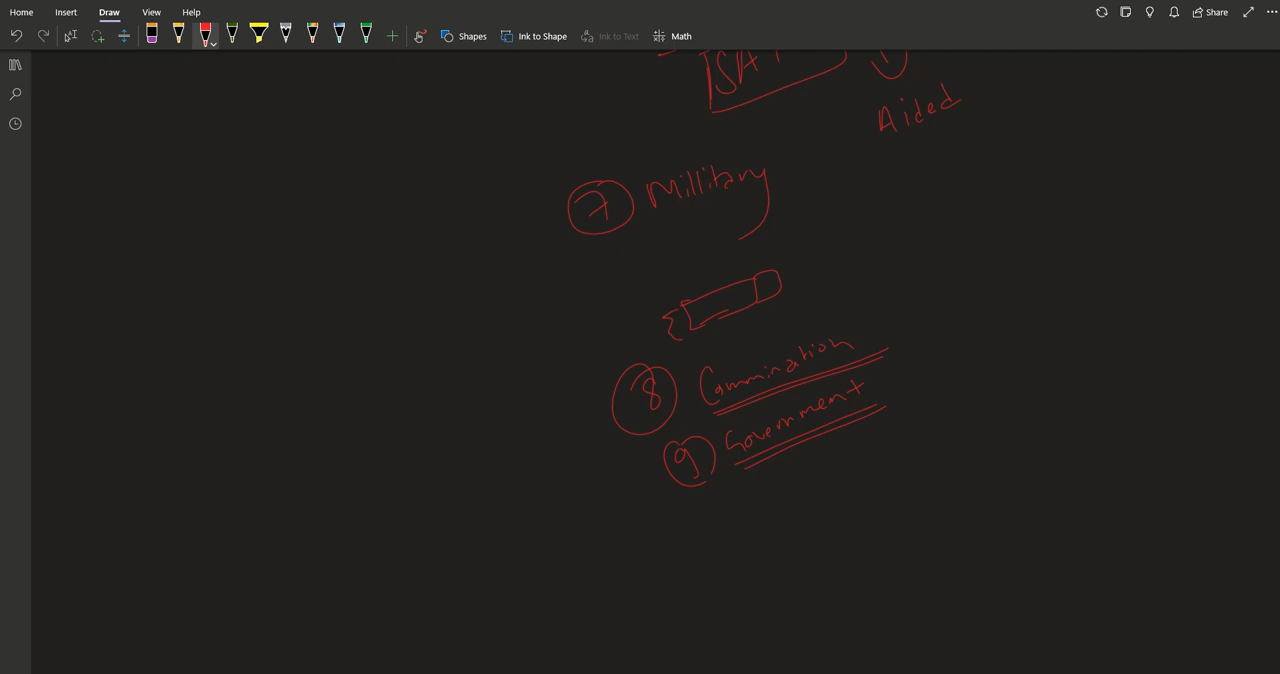 Home Insert Draw View Help
Share
Shapes Ink to Shape Ink to Text Math
Aided
7 Millitary
8 Cammination
9 Government